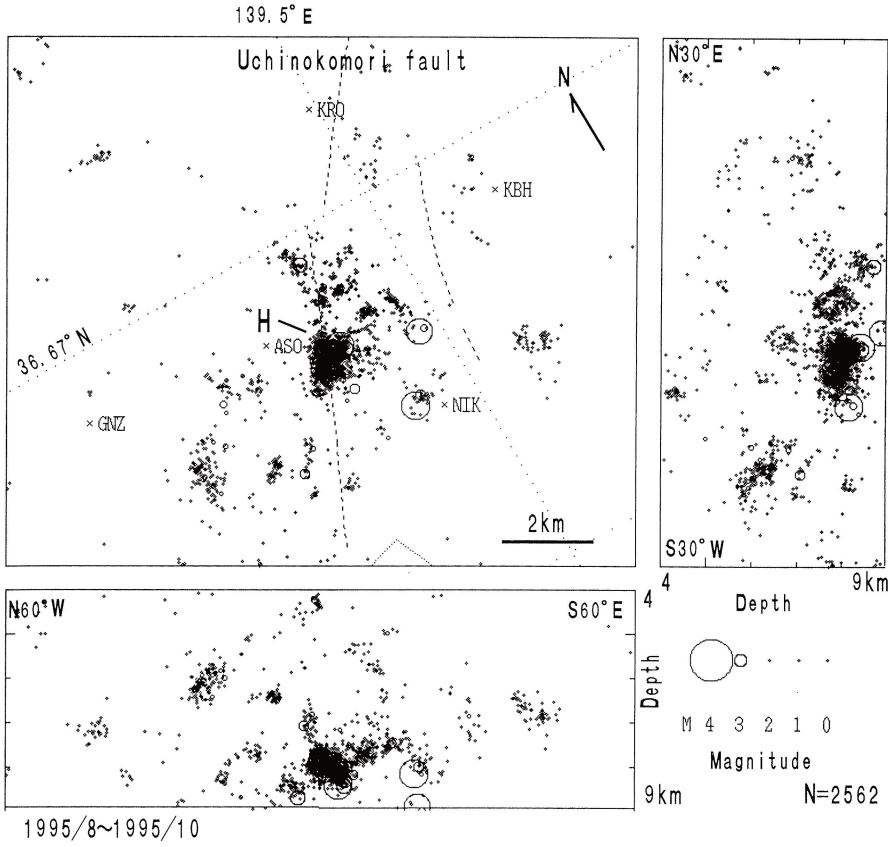 139.5°E
Uchinokomori fault
N
KRO
KBH
36.67°N
H
ASO
GNZ
NIK
2km
N30°E
S30°W
4
9km
N60°W
S60°E
4
Depth
9km
Depth
M 4 3 2 1 0
Magnitude
N=2562
1995/8~1995/10